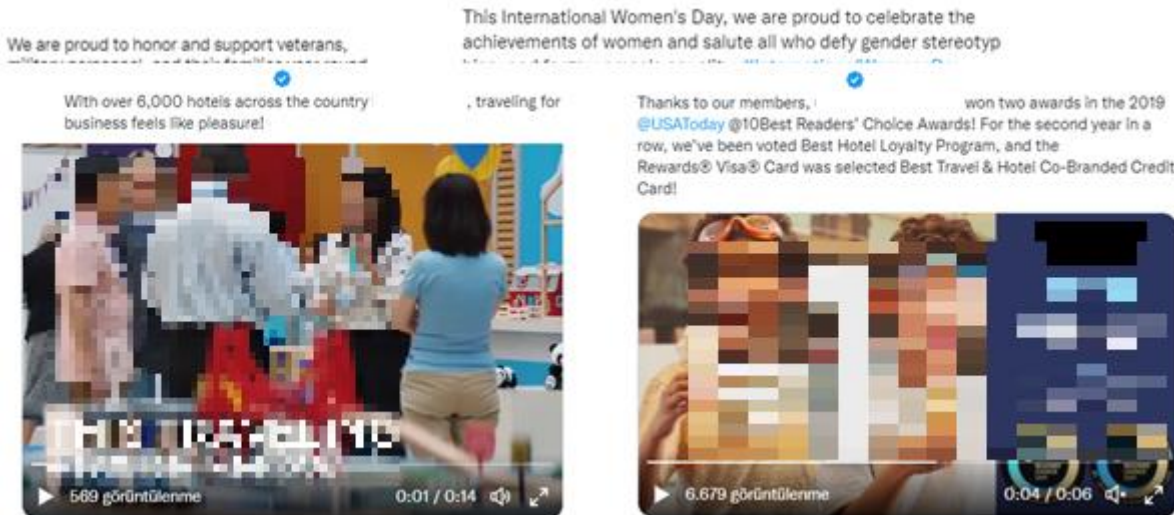 We are proud to honor and support veterans,
This International Women's Day, we are proud to celebrate the
achievements of women and salute all who defy gender stereotyp
With over 6,000 hotels across the country , traveling for
business feels like pleasure!
569 görüntülenme 0:01 / 0:14
Thanks to our members, won two awards in the 2019
@USAToday @10Best Readers' Choice Awards! For the second year in a
row, we've been voted Best Hotel Loyalty Program, and the
Rewards® Visa® Card was selected Best Travel & Hotel Co-Branded Credit
Card!
6.679 görüntülenme 0:04 / 0:06